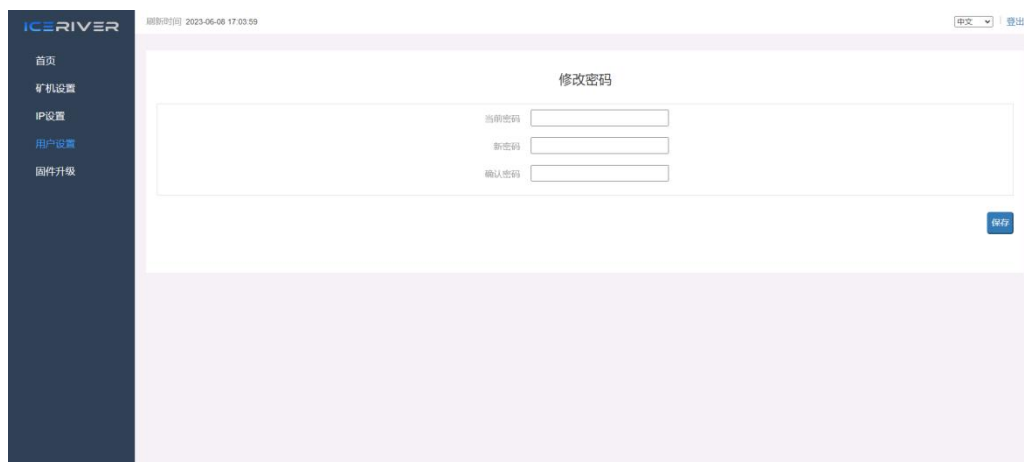 ICERIVER
刷新时间 2023-06-08 17:03:59
中文
登出
首页
矿机设置
IP设置
用户设置
固件升级
修改密码
当前密码
新密码
确认密码
保存